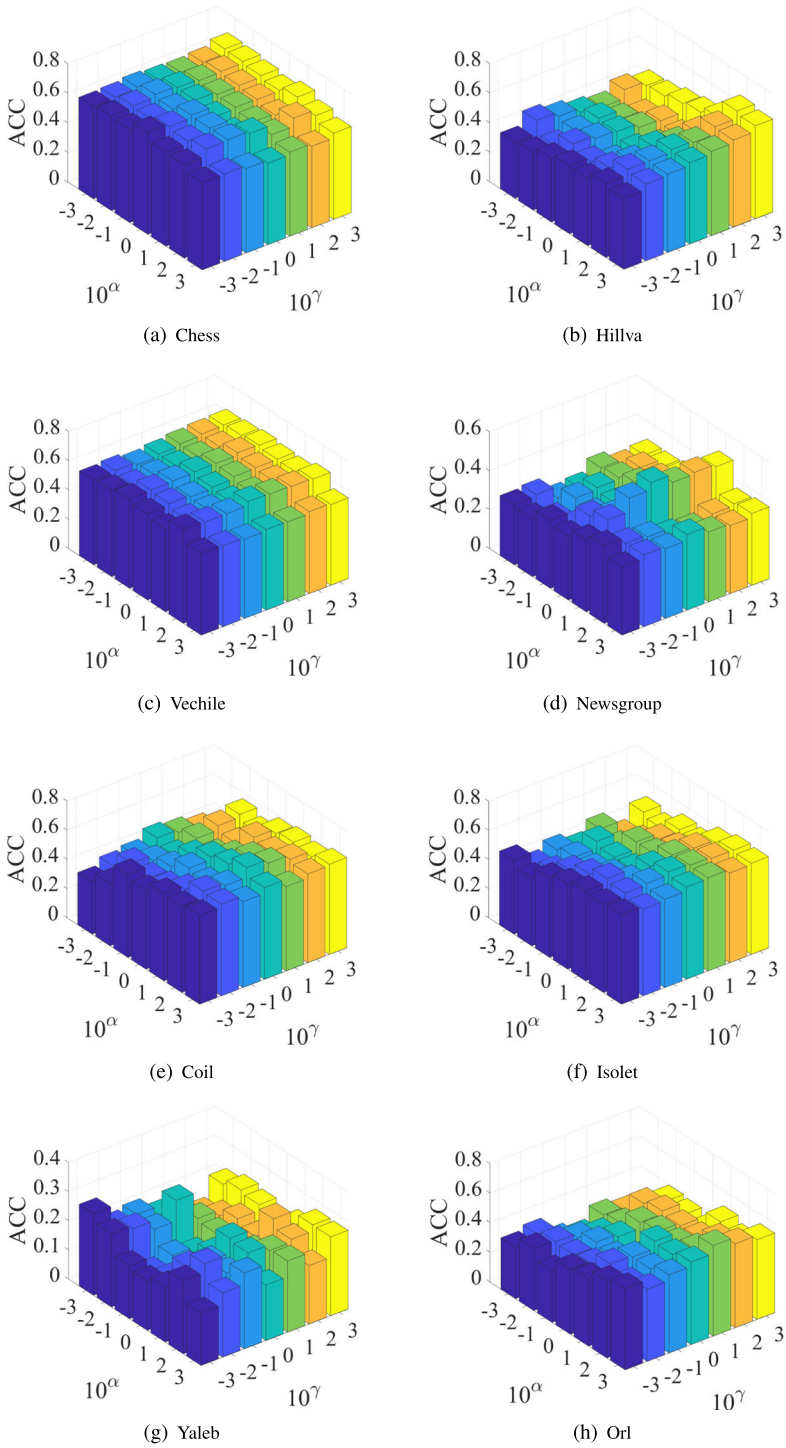 0.8
0.6
0.4
0.2
0
ACC
-3
-2
-1
0
1
2
3
10^α
-3 -2 -1 0 1 2 3
10^γ
(a) Chess
0.8
0.6
0.4
0.2
0
ACC
-3
-2
-1
0
1
2
3
10^α
-3 -2 -1 0 1 2 3
10^γ
(b) Hillva
0.8
0.6
0.4
0.2
0
ACC
-3
-2
-1
0
1
2
3
10^α
-3 -2 -1 0 1 2 3
10^γ
(c) Vechile
0.6
0.4
0.2
0
ACC
-3
-2
-1
0
1
2
3
10^α
-3 -2 -1 0 1 2 3
10^γ
(d) Newsgroup
0.8
0.6
0.4
0.2
0
ACC
-3
-2
-1
0
1
2
3
10^α
-3 -2 -1 0 1 2 3
10^γ
(e) Coil
0.8
0.6
0.4
0.2
0
ACC
-3
-2
-1
0
1
2
3
10^α
-3 -2 -1 0 1 2 3
10^γ
(f) Isolet
0.4
0.3
0.2
0.1
0
ACC
-3
-2
-1
0
1
2
3
10^α
-3 -2 -1 0 1 2 3
10^γ
(g) Yaleb
0.8
0.6
0.4
0.2
0
ACC
-3
-2
-1
0
1
2
3
10^α
-3 -2 -1 0 1 2 3
10^γ
(h) Orl